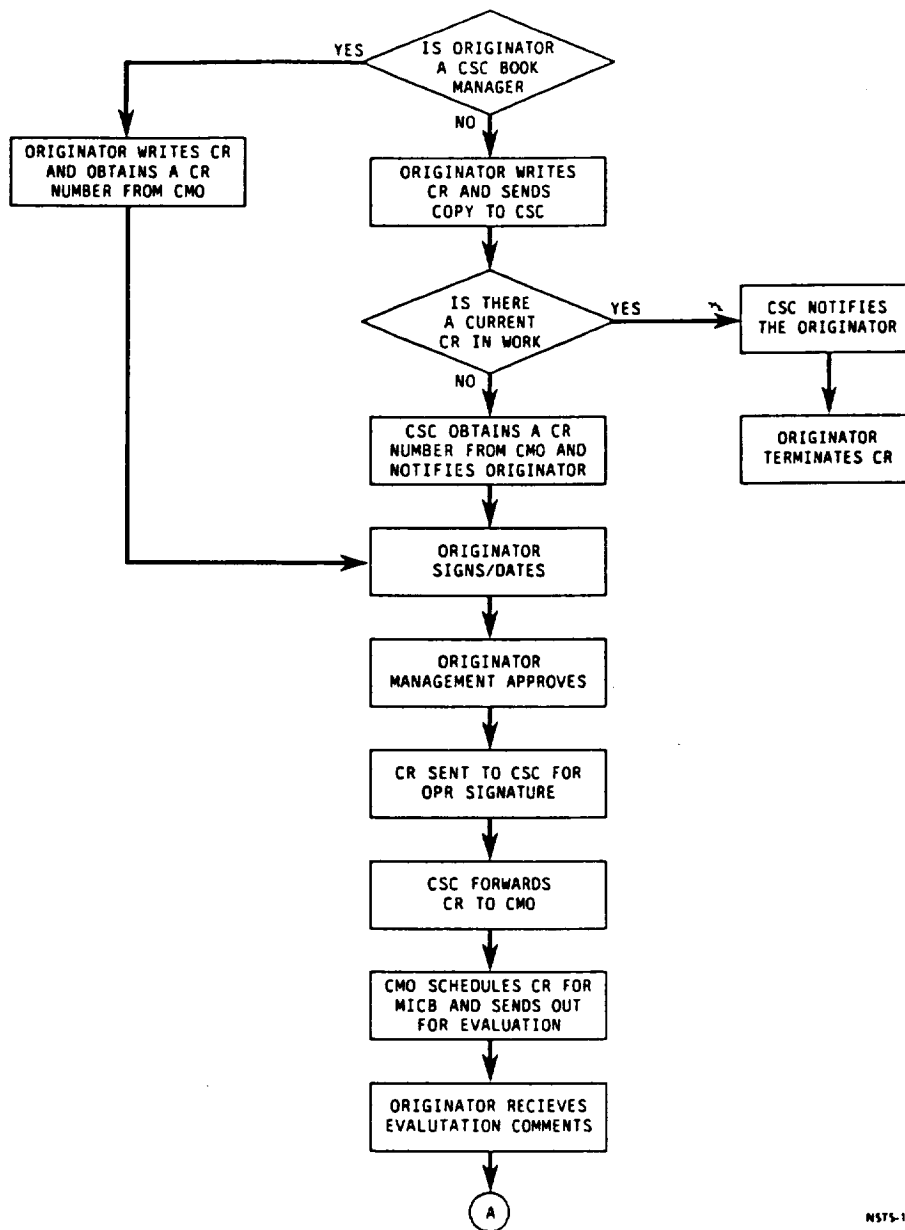 IS ORIGINATOR
A CSC BOOK
MANAGER
YES
NO
ORIGINATOR WRITES CR
AND OBTAINS A CR
NUMBER FROM CMO
ORIGINATOR WRITES
CR AND SENDS
COPY TO CSC
IS THERE
A CURRENT
CR IN WORK
YES
NO
CSC NOTIFIES
THE ORIGINATOR
ORIGINATOR
TERMINATES CR
CSC OBTAINS A CR
NUMBER FROM CMO AND
NOTIFIES ORIGINATOR
ORIGINATOR
SIGNS/DATES
ORIGINATOR
MANAGEMENT APPROVES
CR SENT TO CSC FOR
OPR SIGNATURE
CSC FORWARDS
CR TO CMO
CMO SCHEDULES CR FOR
MICB AND SENDS OUT
FOR EVALUATION
ORIGINATOR RECIEVES
EVALUTATION COMMENTS
A
NSTS-1